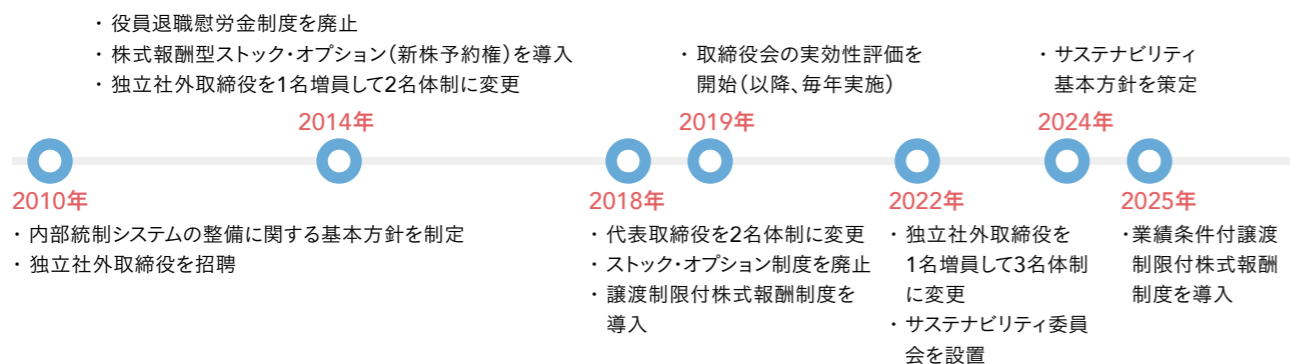 ・役員退職慰労金制度を廃止
・株式報酬型ストック・オプション（新株予約権）を導入
・独立社外取締役を1名増員して2名体制に変更
2014年
・取締役会の実効性評価を
開始（以降、毎年実施）
2019年
・サステナビリティ
基本方針を策定
2024年
2010年
・内部統制システムの整備に関する基本方針を制定
・独立社外取締役を招聘
2018年
・代表取締役を2名体制に変更
・ストック・オプション制度を廃止
・譲渡制限付株式報酬制度を
導入
2022年
・独立社外取締役を
1名増員して3名体制
に変更
・サステナビリティ委員
会を設置
2025年
・業績条件付譲渡
制限付株式報酬
制度を導入